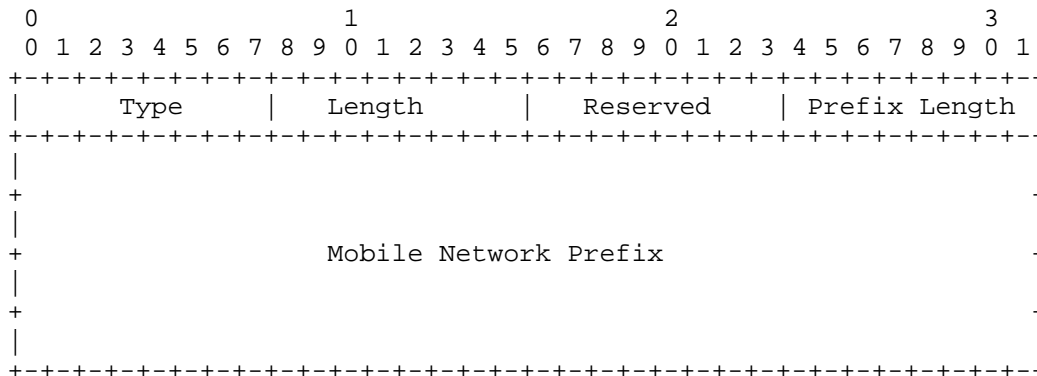 0                   1                   2                   3
 0 1 2 3 4 5 6 7 8 9 0 1 2 3 4 5 6 7 8 9 0 1 2 3 4 5 6 7 8 9 0 1
+-+-+-+-+-+-+-+-+-+-+-+-+-+-+-+-+-+-+-+-+-+-+-+-+-+-+-+-+-+-+-+-
|      Type     |   Length      |   Reserved    | Prefix Length
+-+-+-+-+-+-+-+-+-+-+-+-+-+-+-+-+-+-+-+-+-+-+-+-+-+-+-+-+-+-+-+-
|
+                                                               -
|
+                   Mobile Network Prefix                       -
|
+                                                               -
|
+-+-+-+-+-+-+-+-+-+-+-+-+-+-+-+-+-+-+-+-+-+-+-+-+-+-+-+-+-+-+-+-